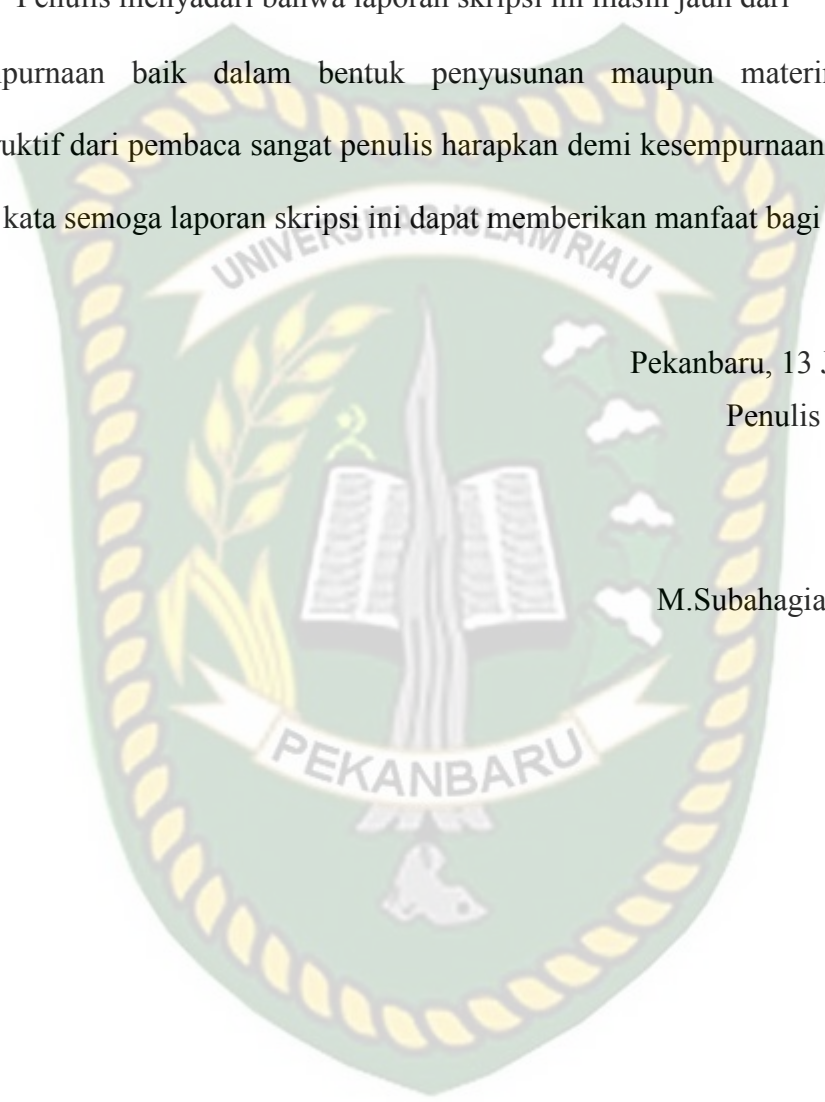 Penulis menyadari bahwa laporan skripsi ini masih jauh dari
purnaan baik dalam bentuk penyusunan maupun materin
uktif dari pembaca sangat penulis harapkan demi kesempurnaan
kata semoga laporan skripsi ini dapat memberikan manfaat bagi
UNIVERSITAS ISLAM RIAU
Pekanbaru, 13 J
Penulis
M.Subahagia
PEKANBARU